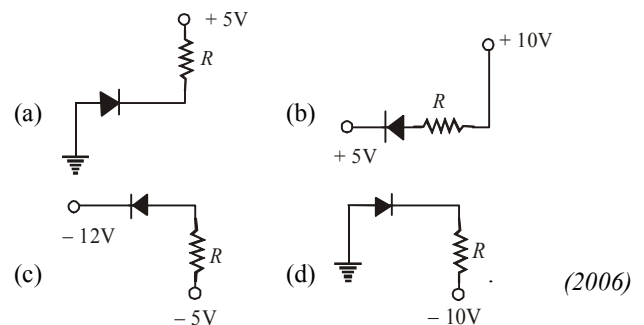 + 5V
R
(a)
+ 10V
R
(b)
+ 5V
– 12V
R
(c)
– 5V
R
(d)
– 10V
(2006)